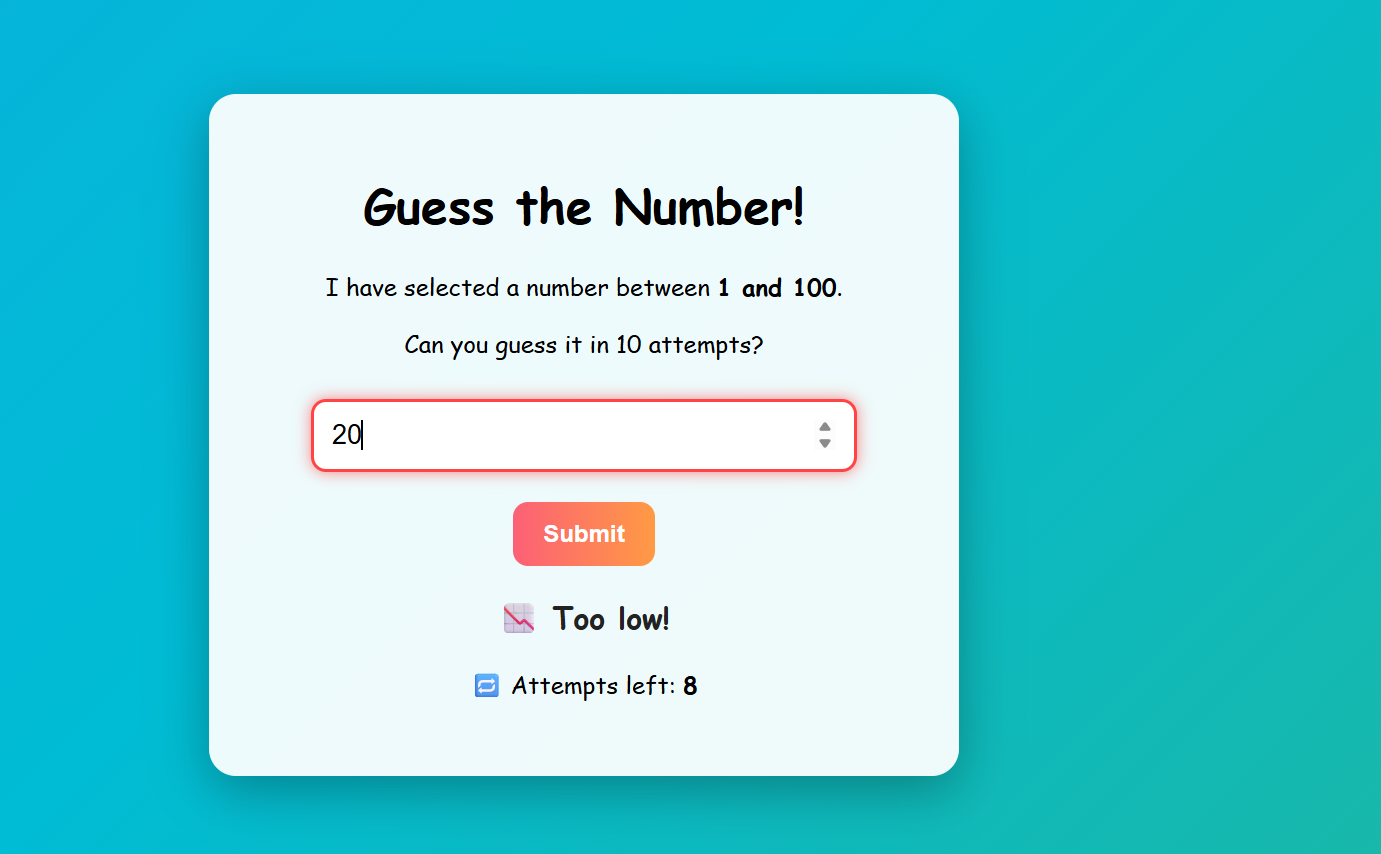 Guess the Number!
I have selected a number between 1 and 100.
Can you guess it in 10 attempts?
20
Submit
Too low!
Attempts left: 8